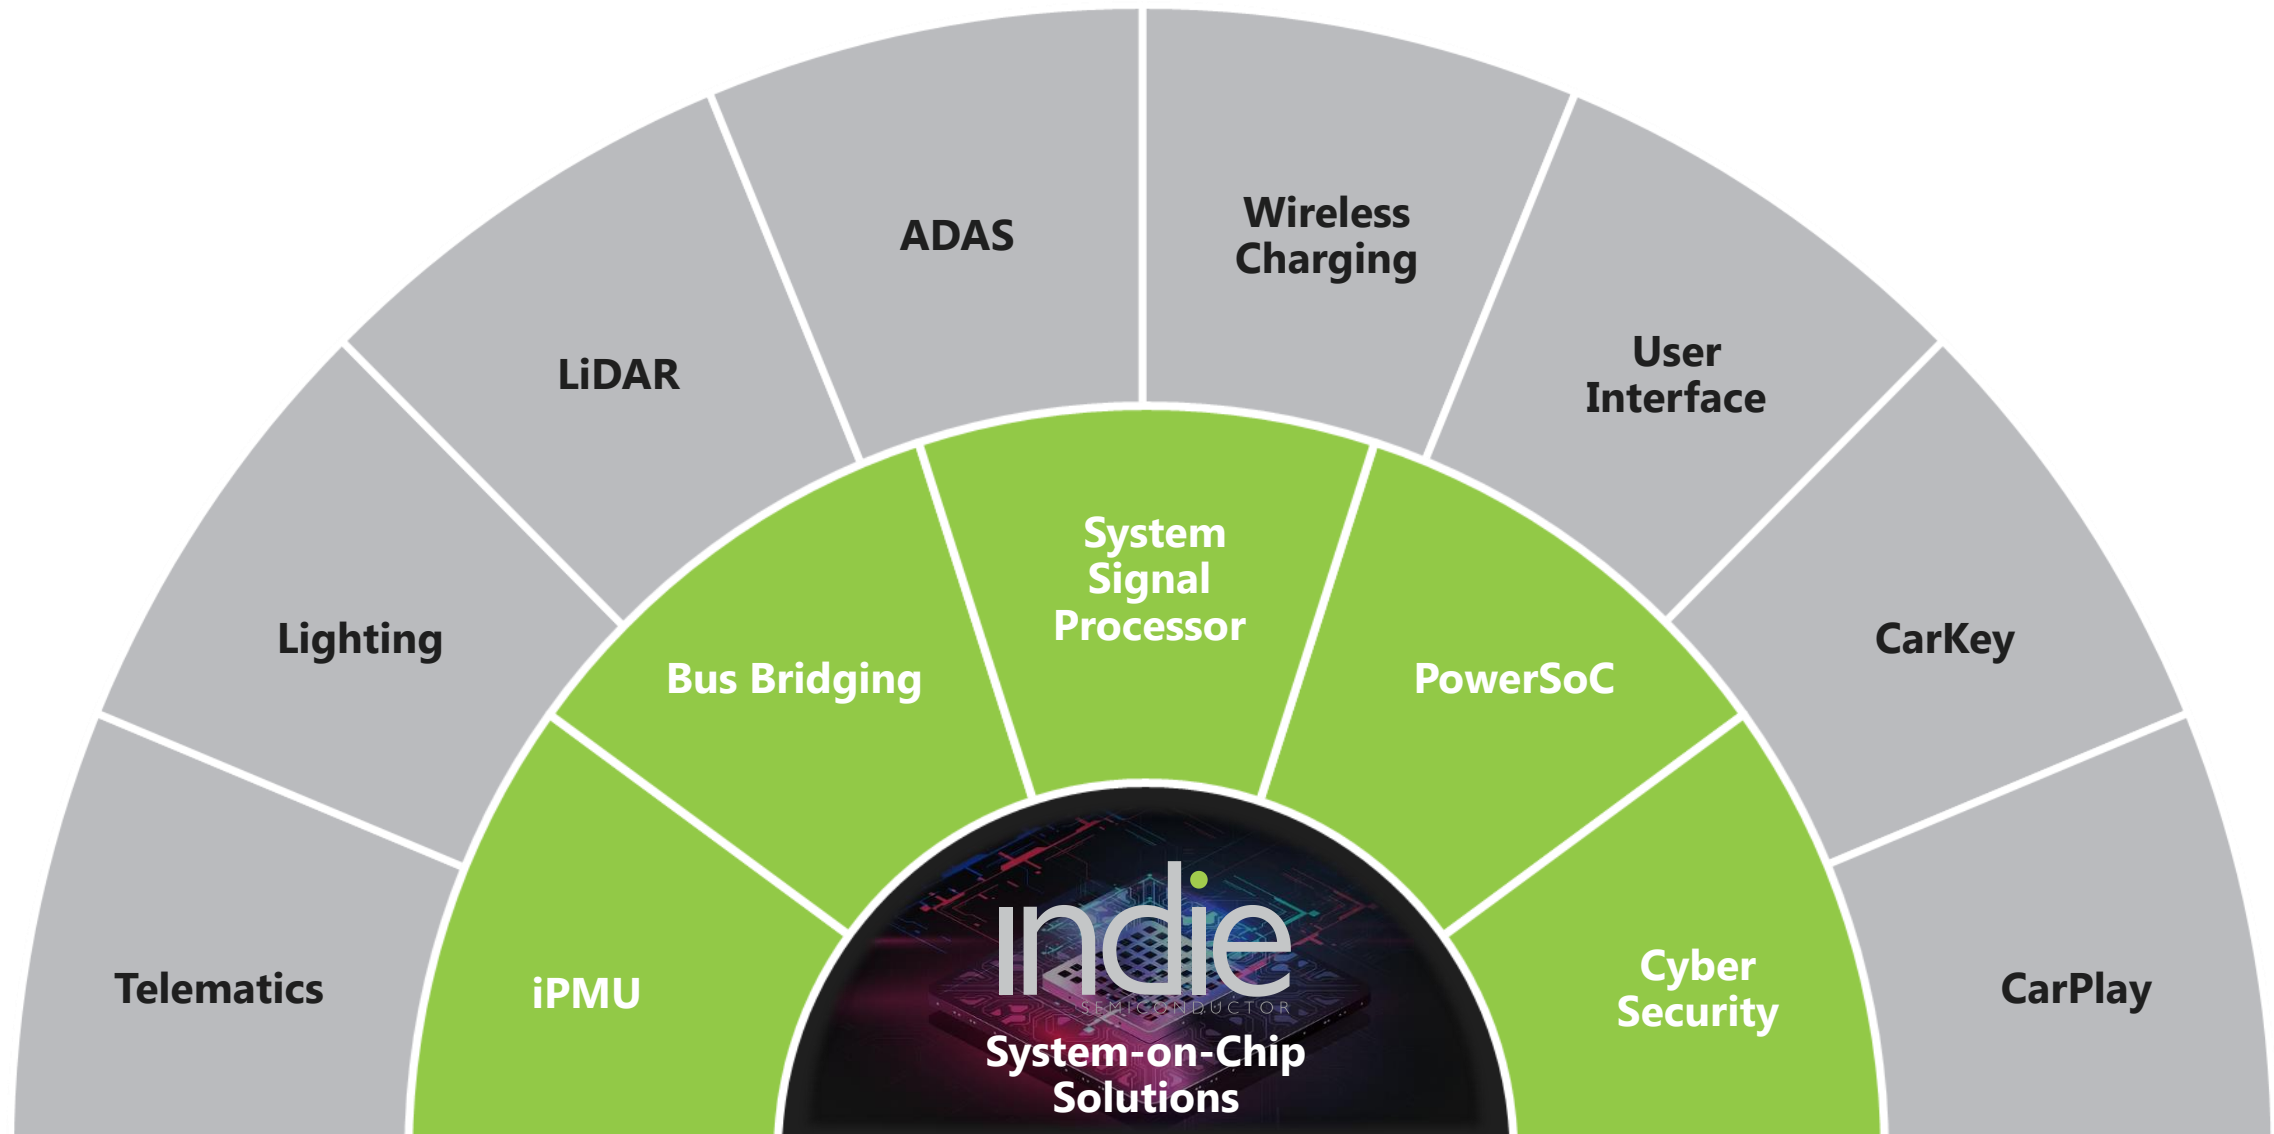 ADAS
Wireless
Charging
LiDAR
User
Interface
Lighting
CarKey
Telematics
CarPlay
System
Signal
Processor
Bus Bridging
PowerSoC
iPMU
Cyber
Security
indie
SEMICONDUCTOR
System-on-Chip
Solutions